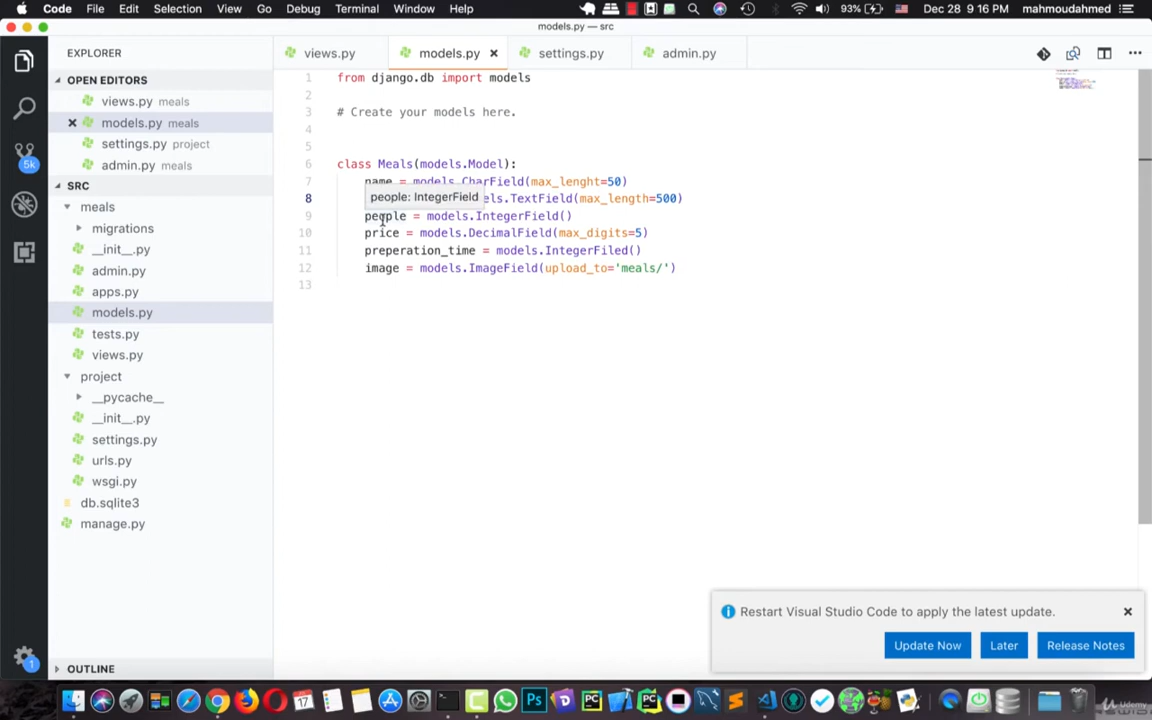 Code File Edit Selection View Go Debug Terminal Window Help 93% Dec 28 9:16 PM mahmoudahmed
models.py — src
EXPLORER views.py models.py settings.py admin.py
OPEN EDITORS
views.py meals
models.py meals
settings.py project
admin.py meals
SRC
meals
migrations
__init__.py
admin.py
apps.py
models.py
tests.py
views.py
project
__pycache__
__init__.py
settings.py
urls.py
wsgi.py
db.sqlite3
manage.py
OUTLINE
5k
1
1 from django.db import models
2
3 # Create your models here.
4
5
6 class Meals(models.Model):
7 name = models.CharField(max_lenght=50)
people: IntegerField
8 els.TextField(max_length=500)
9 people = models.IntegerField()
10 price = models.DecimalField(max_digits=5)
11 preperation_time = models.IntegerFiled()
12 image = models.ImageField(upload_to='meals/')
13
Restart Visual Studio Code to apply the latest update.
Update Now Later Release Notes
17
Ps
PC
PC
Udemy